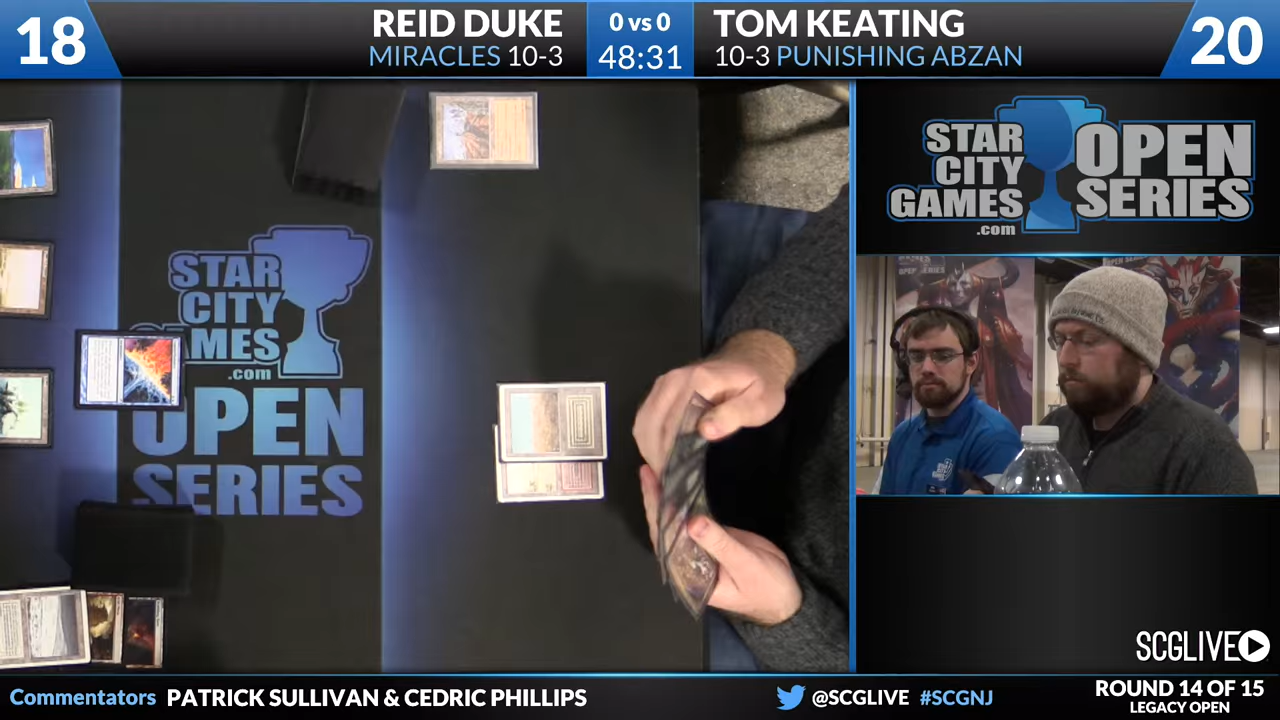 18
REID DUKE
MIRACLES 10-3
0 vs 0
48:31
TOM KEATING
10-3 PUNISHING ABZAN
20
STAR
CITY
GAMES
.com
OPEN
SERIES
STAR
CITY
GAMES
.com
OPEN
SERIES
SCGLIVE
Commentators PATRICK SULLIVAN & CEDRIC PHILLIPS
@SCGLIVE #SCGNJ
ROUND 14 OF 15
LEGACY OPEN